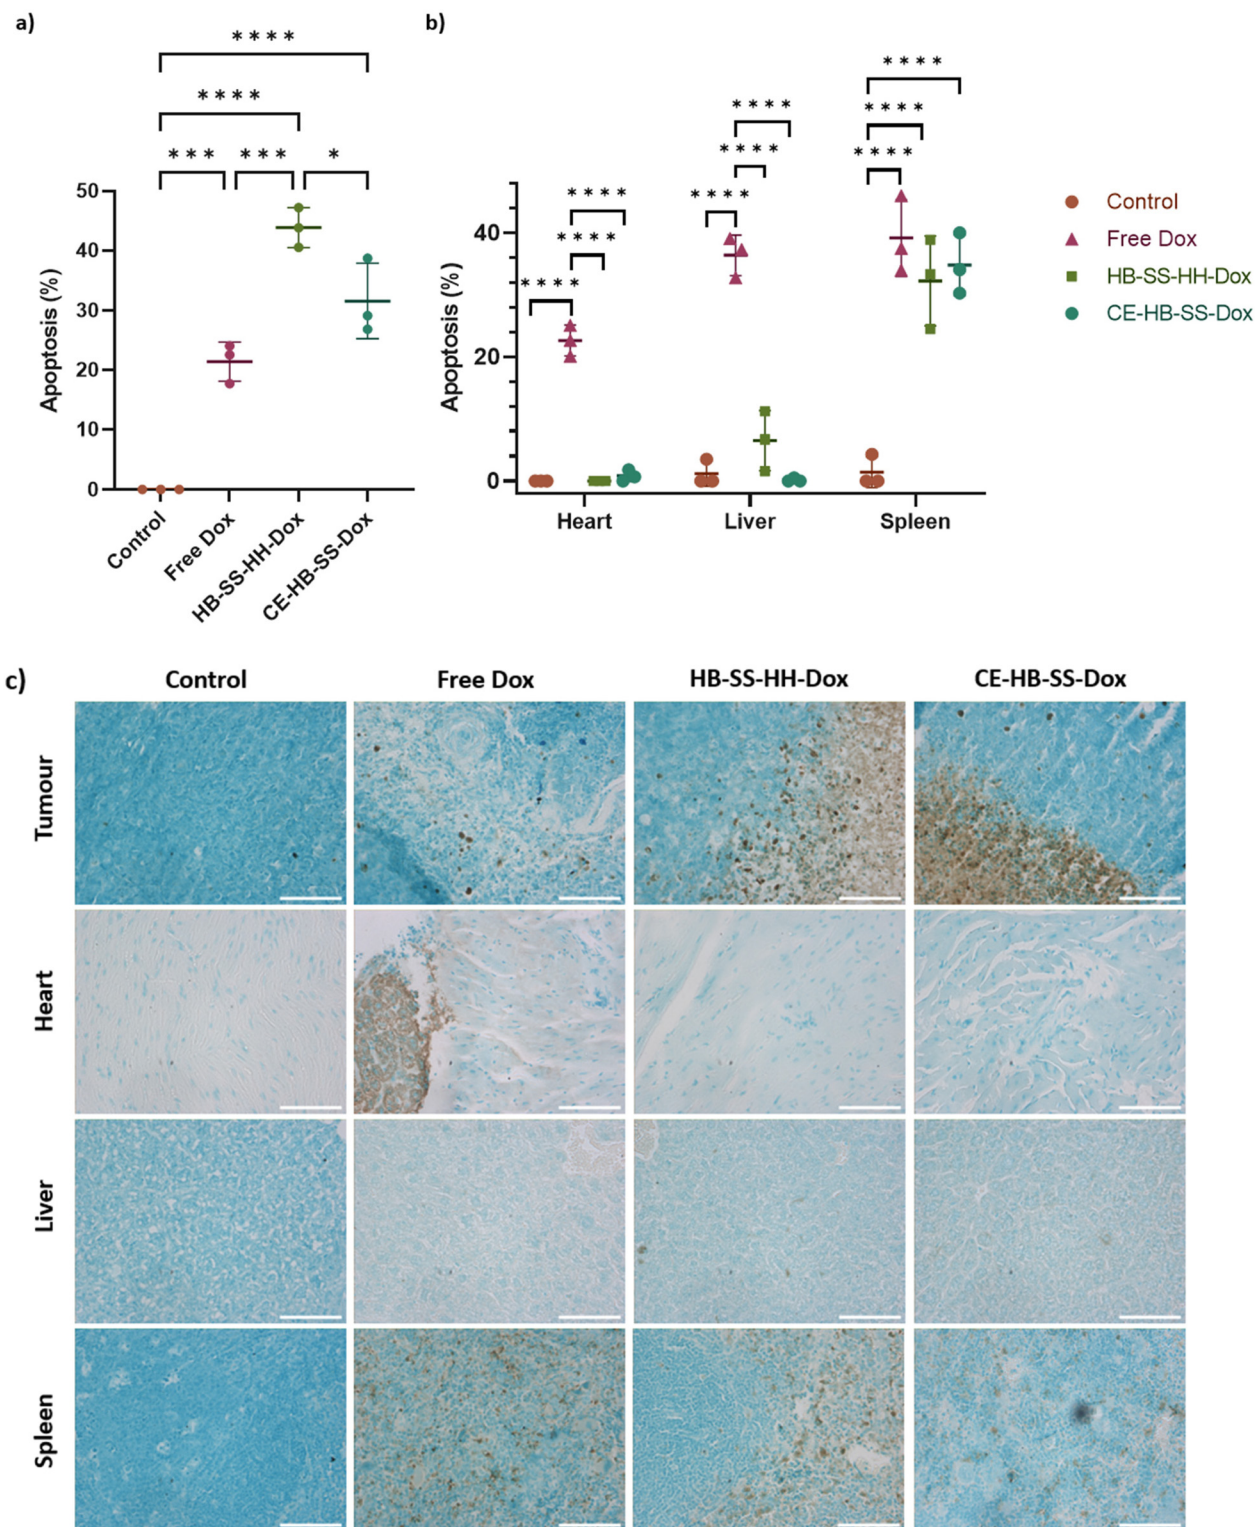 a)
* * * *
* * * *
* * *
* * *
*
Apoptosis (%)
50
40
30
20
10
0
Control
Free Dox
HB-SS-HH-Dox
CE-HB-SS-Dox
b)
* * * *
* * * *
* * * *
* * * *
* * * *
* * * *
* * * *
* * * *
* * * *
Apoptosis (%)
40
20
0
Heart
Liver
Spleen
Control
Free Dox
HB-SS-HH-Dox
CE-HB-SS-Dox
c)
Control
Free Dox
HB-SS-HH-Dox
CE-HB-SS-Dox
Tumour
Heart
Liver
Spleen